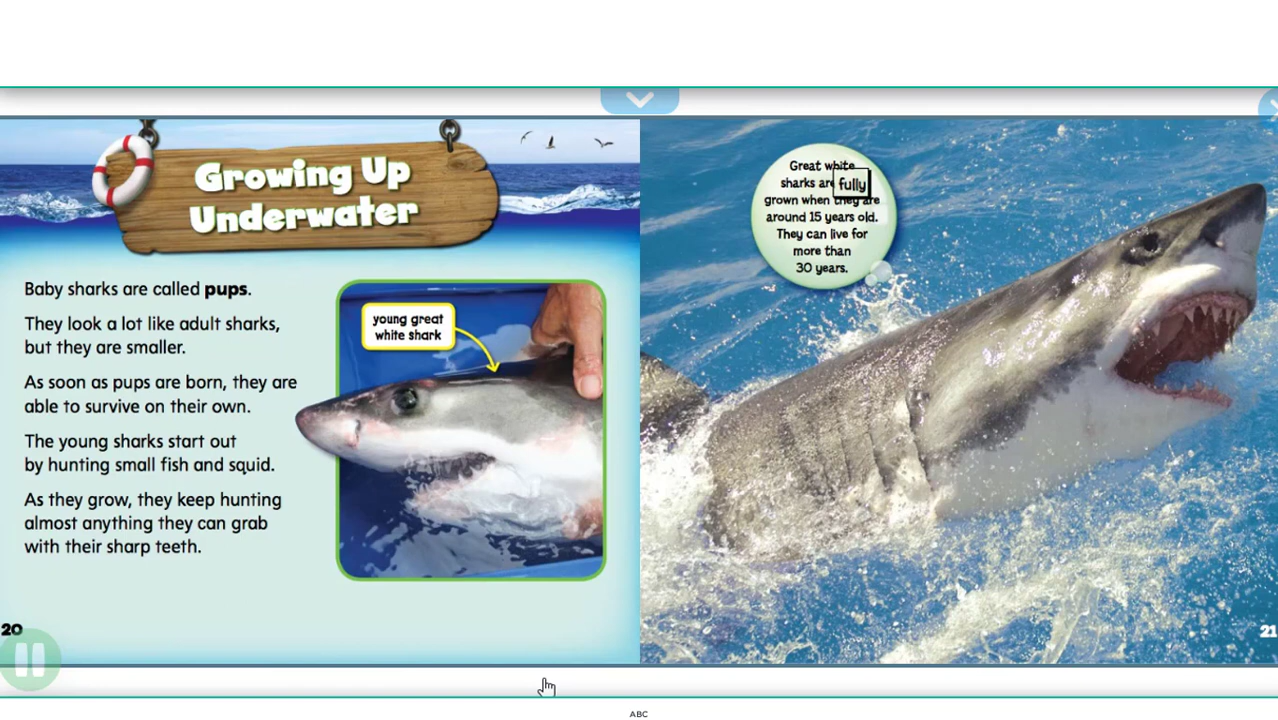 Growing Up
Underwater
Baby sharks are called pups.
They look a lot like adult sharks,
but they are smaller.
As soon as pups are born, they are
able to survive on their own.
The young sharks start out
by hunting small fish and squid.
As they grow, they keep hunting
almost anything they can grab
with their sharp teeth.
young great
white shark
20
Great white
sharks are fully
grown when they are
around 15 years old.
They can live for
more than
30 years.
21
ABC